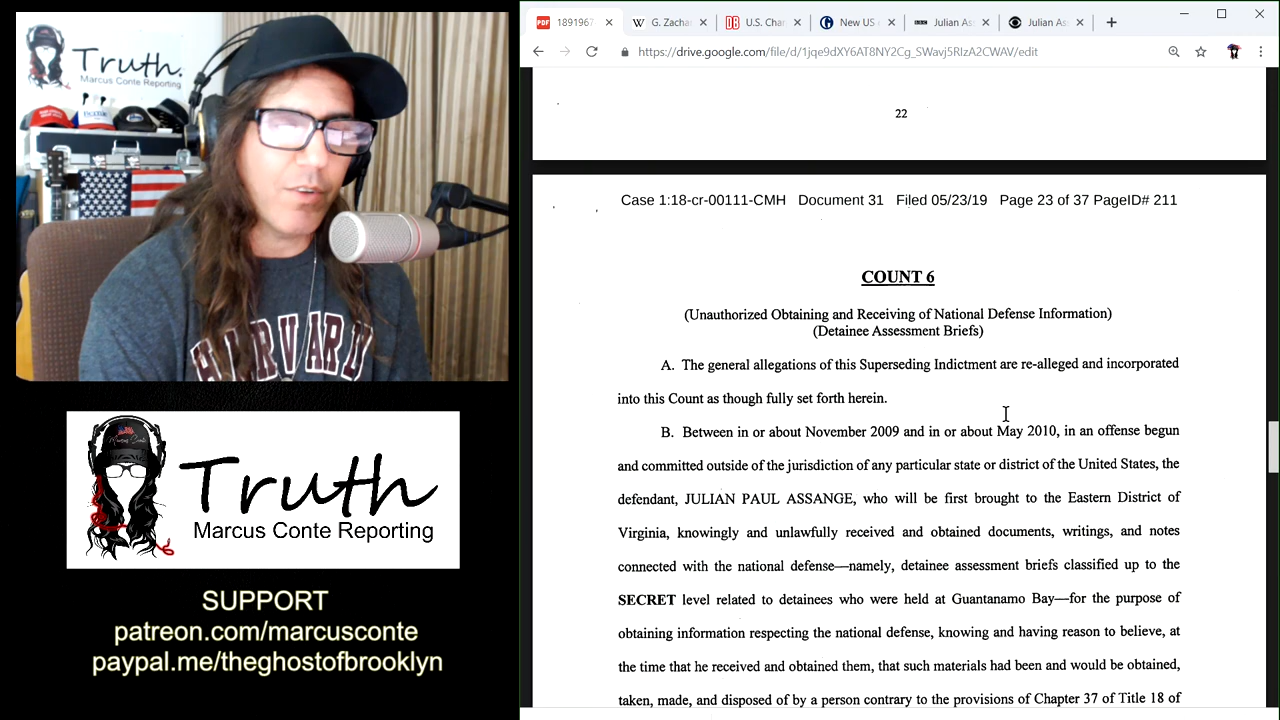 Truth.
Marcus Conte Reporting
HARVARD
Truth
Marcus Conte Reporting
SUPPORT
patreon.com/marcusconte
paypal.me/theghostofbrooklyn
1891967
G. Zachar
U.S. Char
New US
Julian As
Julian As
https://drive.google.com/file/d/1jqe9dXY6AT8NY2Cg_SWavj5RIzA2CWAV/edit
22
Case 1:18-cr-00111-CMH Document 31 Filed 05/23/19 Page 23 of 37 PageID# 211
COUNT 6
(Unauthorized Obtaining and Receiving of National Defense Information)
(Detainee Assessment Briefs)
A. The general allegations of this Superseding Indictment are re-alleged and incorporated
into this Count as though fully set forth herein.
B. Between in or about November 2009 and in or about May 2010, in an offense begun
and committed outside of the jurisdiction of any particular state or district of the United States, the
defendant, JULIAN PAUL ASSANGE, who will be first brought to the Eastern District of
Virginia, knowingly and unlawfully received and obtained documents, writings, and notes
connected with the national defense—namely, detainee assessment briefs classified up to the
SECRET level related to detainees who were held at Guantanamo Bay—for the purpose of
obtaining information respecting the national defense, knowing and having reason to believe, at
the time that he received and obtained them, that such materials had been and would be obtained,
taken, made, and disposed of by a person contrary to the provisions of Chapter 37 of Title 18 of